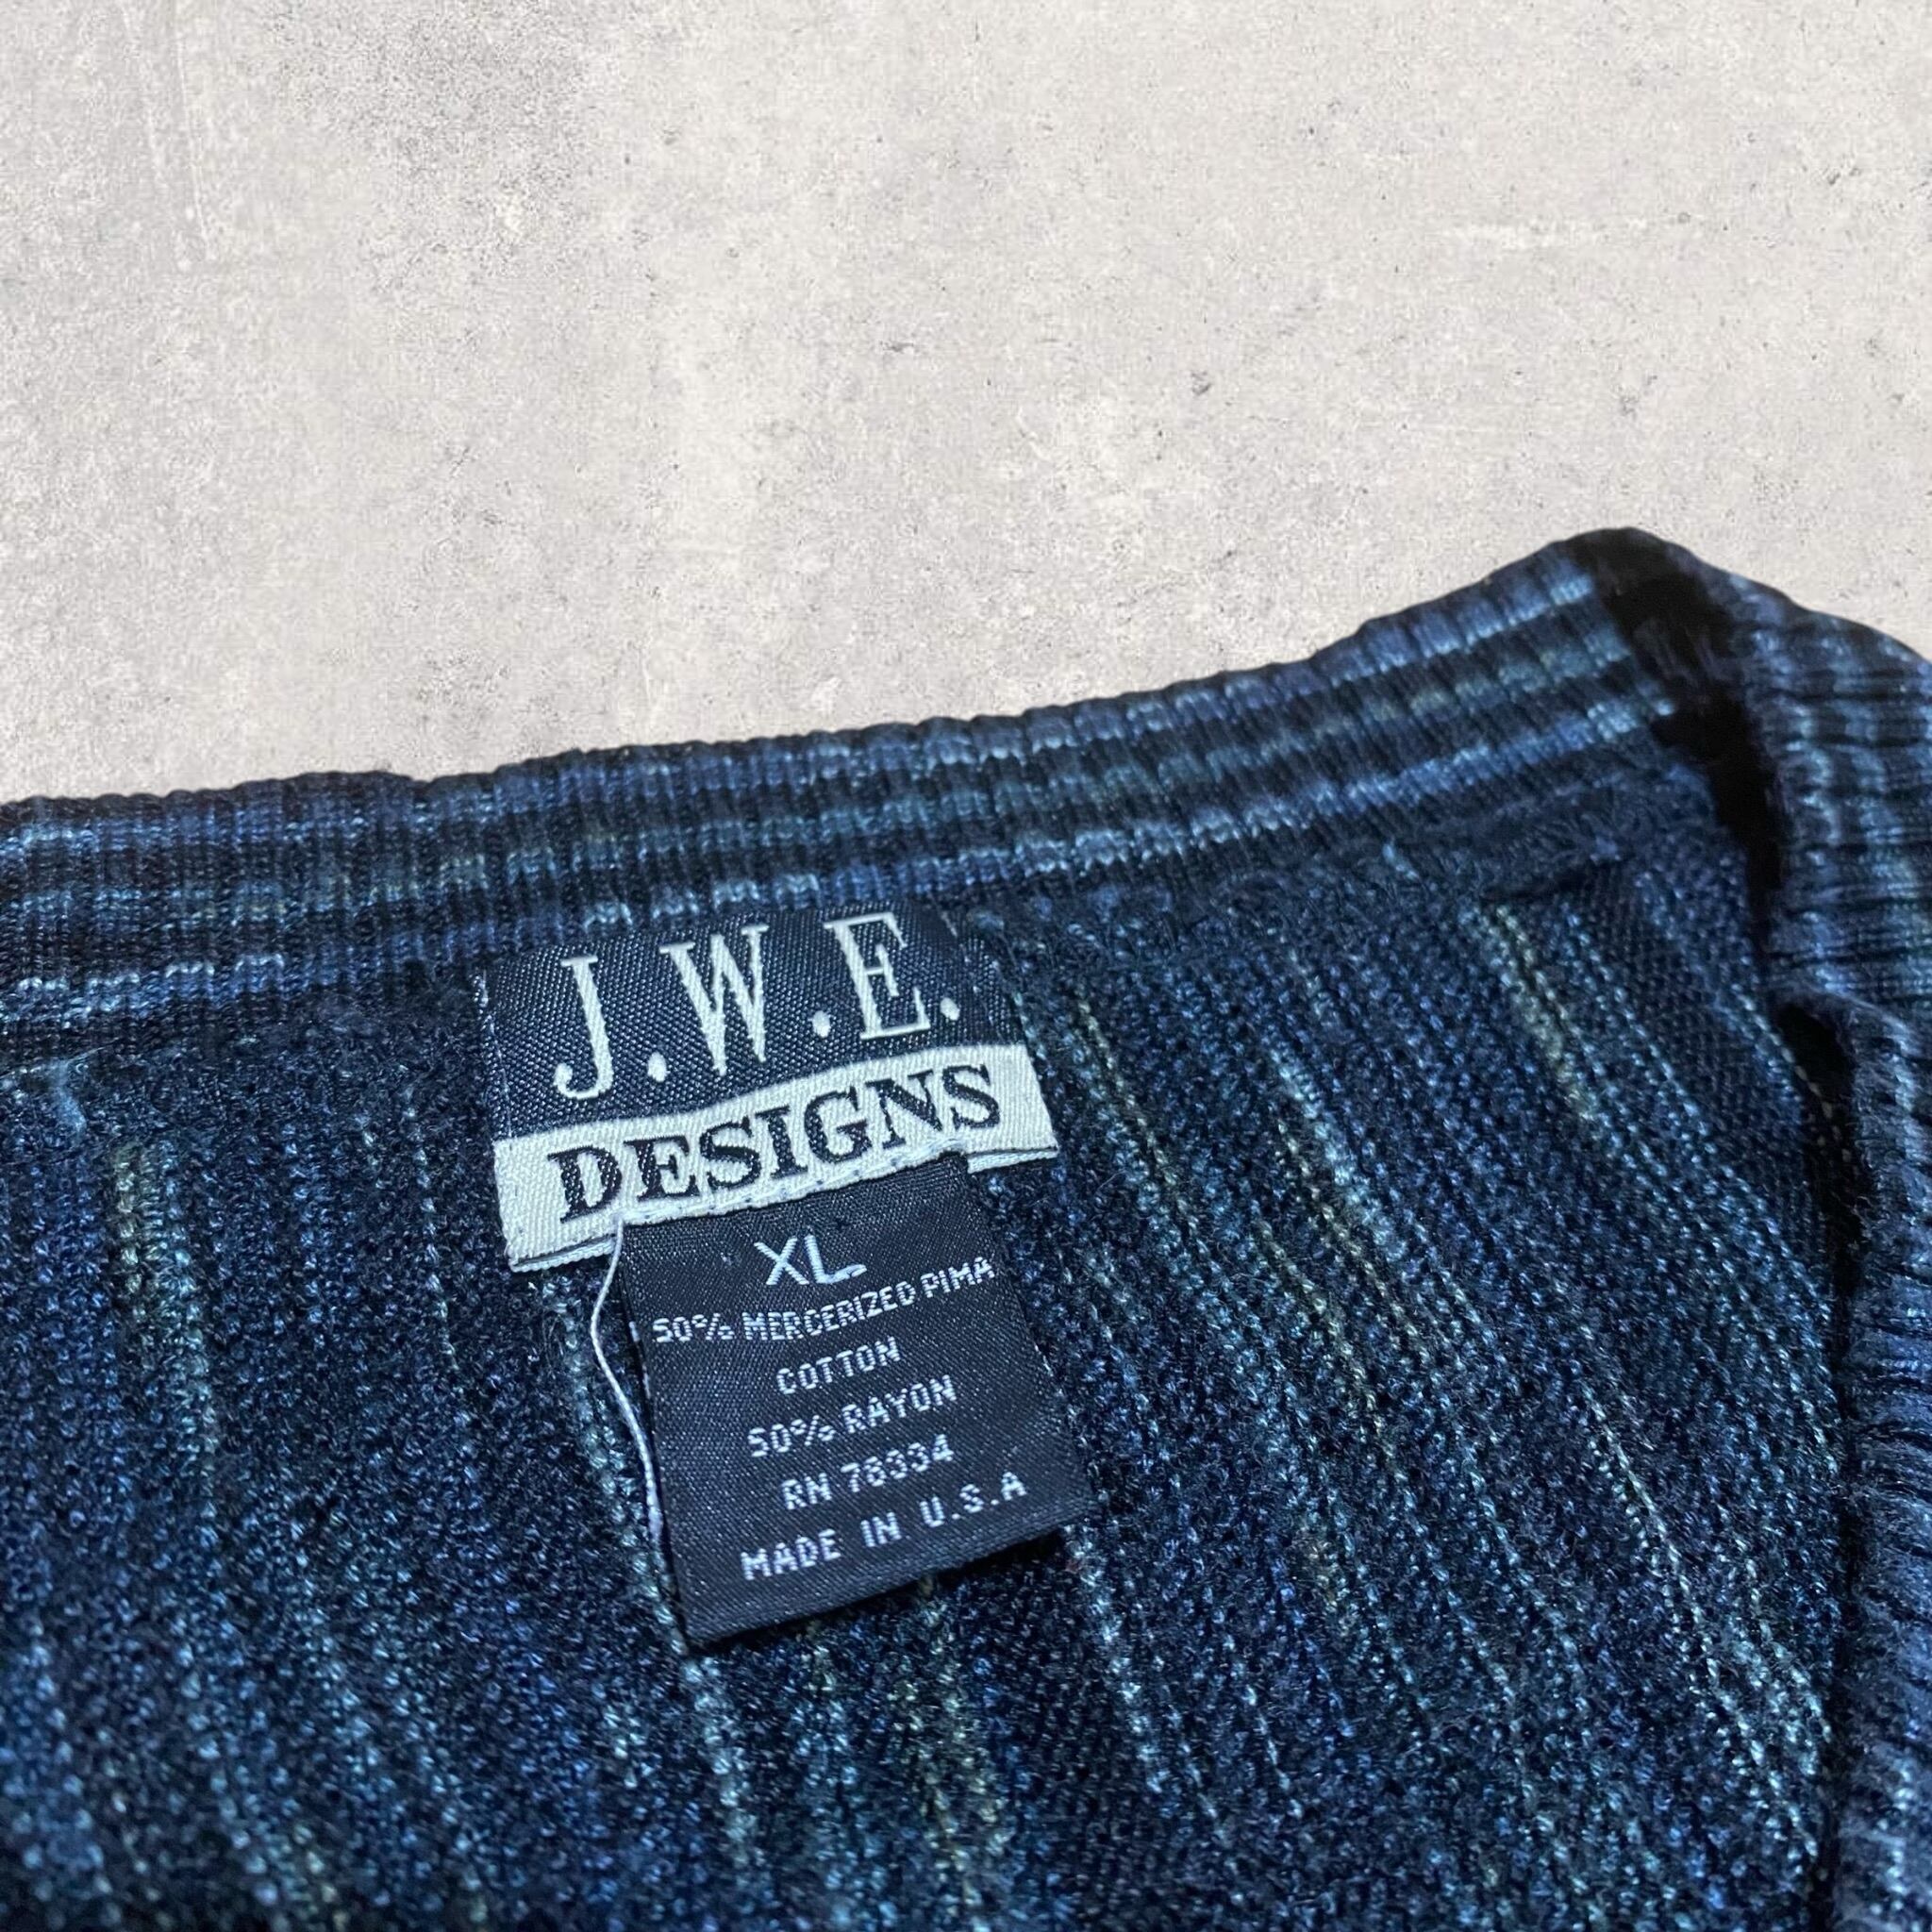 J.W.E.
DESIGNS
XL
50% MERCERIZED PIMA
COTTON
50% RAYON
RN 78334
MADE IN U.S.A